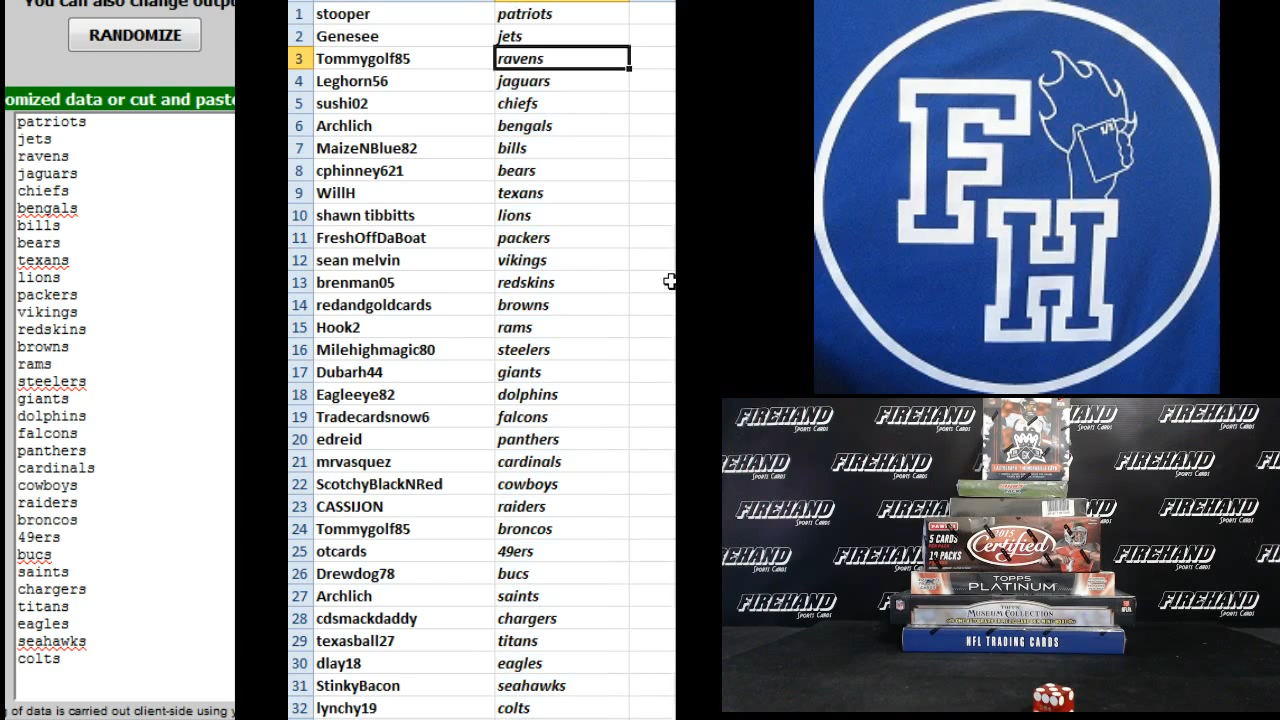 You can also change outpu
RANDOMIZE
omized data or cut and paste
patriots
jets
ravens
jaguars
chiefs
bengals
bills
bears
texans
lions
packers
vikings
redskins
browns
rams
steelers
giants
dolphins
falcons
panthers
cardinals
cowboys
raiders
broncos
49ers
bucs
saints
chargers
titans
eagles
seahawks
colts
g of data is carried out client-side using y
1 stooper patriots
2 Genesee jets
3 Tommygolf85 ravens
4 Leghorn56 jaguars
5 sushi02 chiefs
6 Archlich bengals
7 MaizeNBlue82 bills
8 cphinney621 bears
9 WillH texans
10 shawn tibbitts lions
11 FreshOffDaBoat packers
12 sean melvin vikings
13 brenman05 redskins
14 redandgoldcards browns
15 Hook2 rams
16 Milehighmagic80 steelers
17 Dubarh44 giants
18 Eagleeye82 dolphins
19 Tradecardsnow6 falcons
20 edreid panthers
21 mrvasquez cardinals
22 ScotchyBlackNRed cowboys
23 CASSIJON raiders
24 Tommygolf85 broncos
25 otcards 49ers
26 Drewdog78 bucs
27 Archlich saints
28 cdsmackdaddy chargers
29 texasball27 titans
30 dlay18 eagles
31 StinkyBacon seahawks
32 lynchy19 colts
FH
FIREHAND
SPORTS CARDS
PANINI
5 CARDS
2015
Certified
TOPPS
PLATINUM
TOPPS
MUSEUM COLLECTION
NFL TRADING CARDS